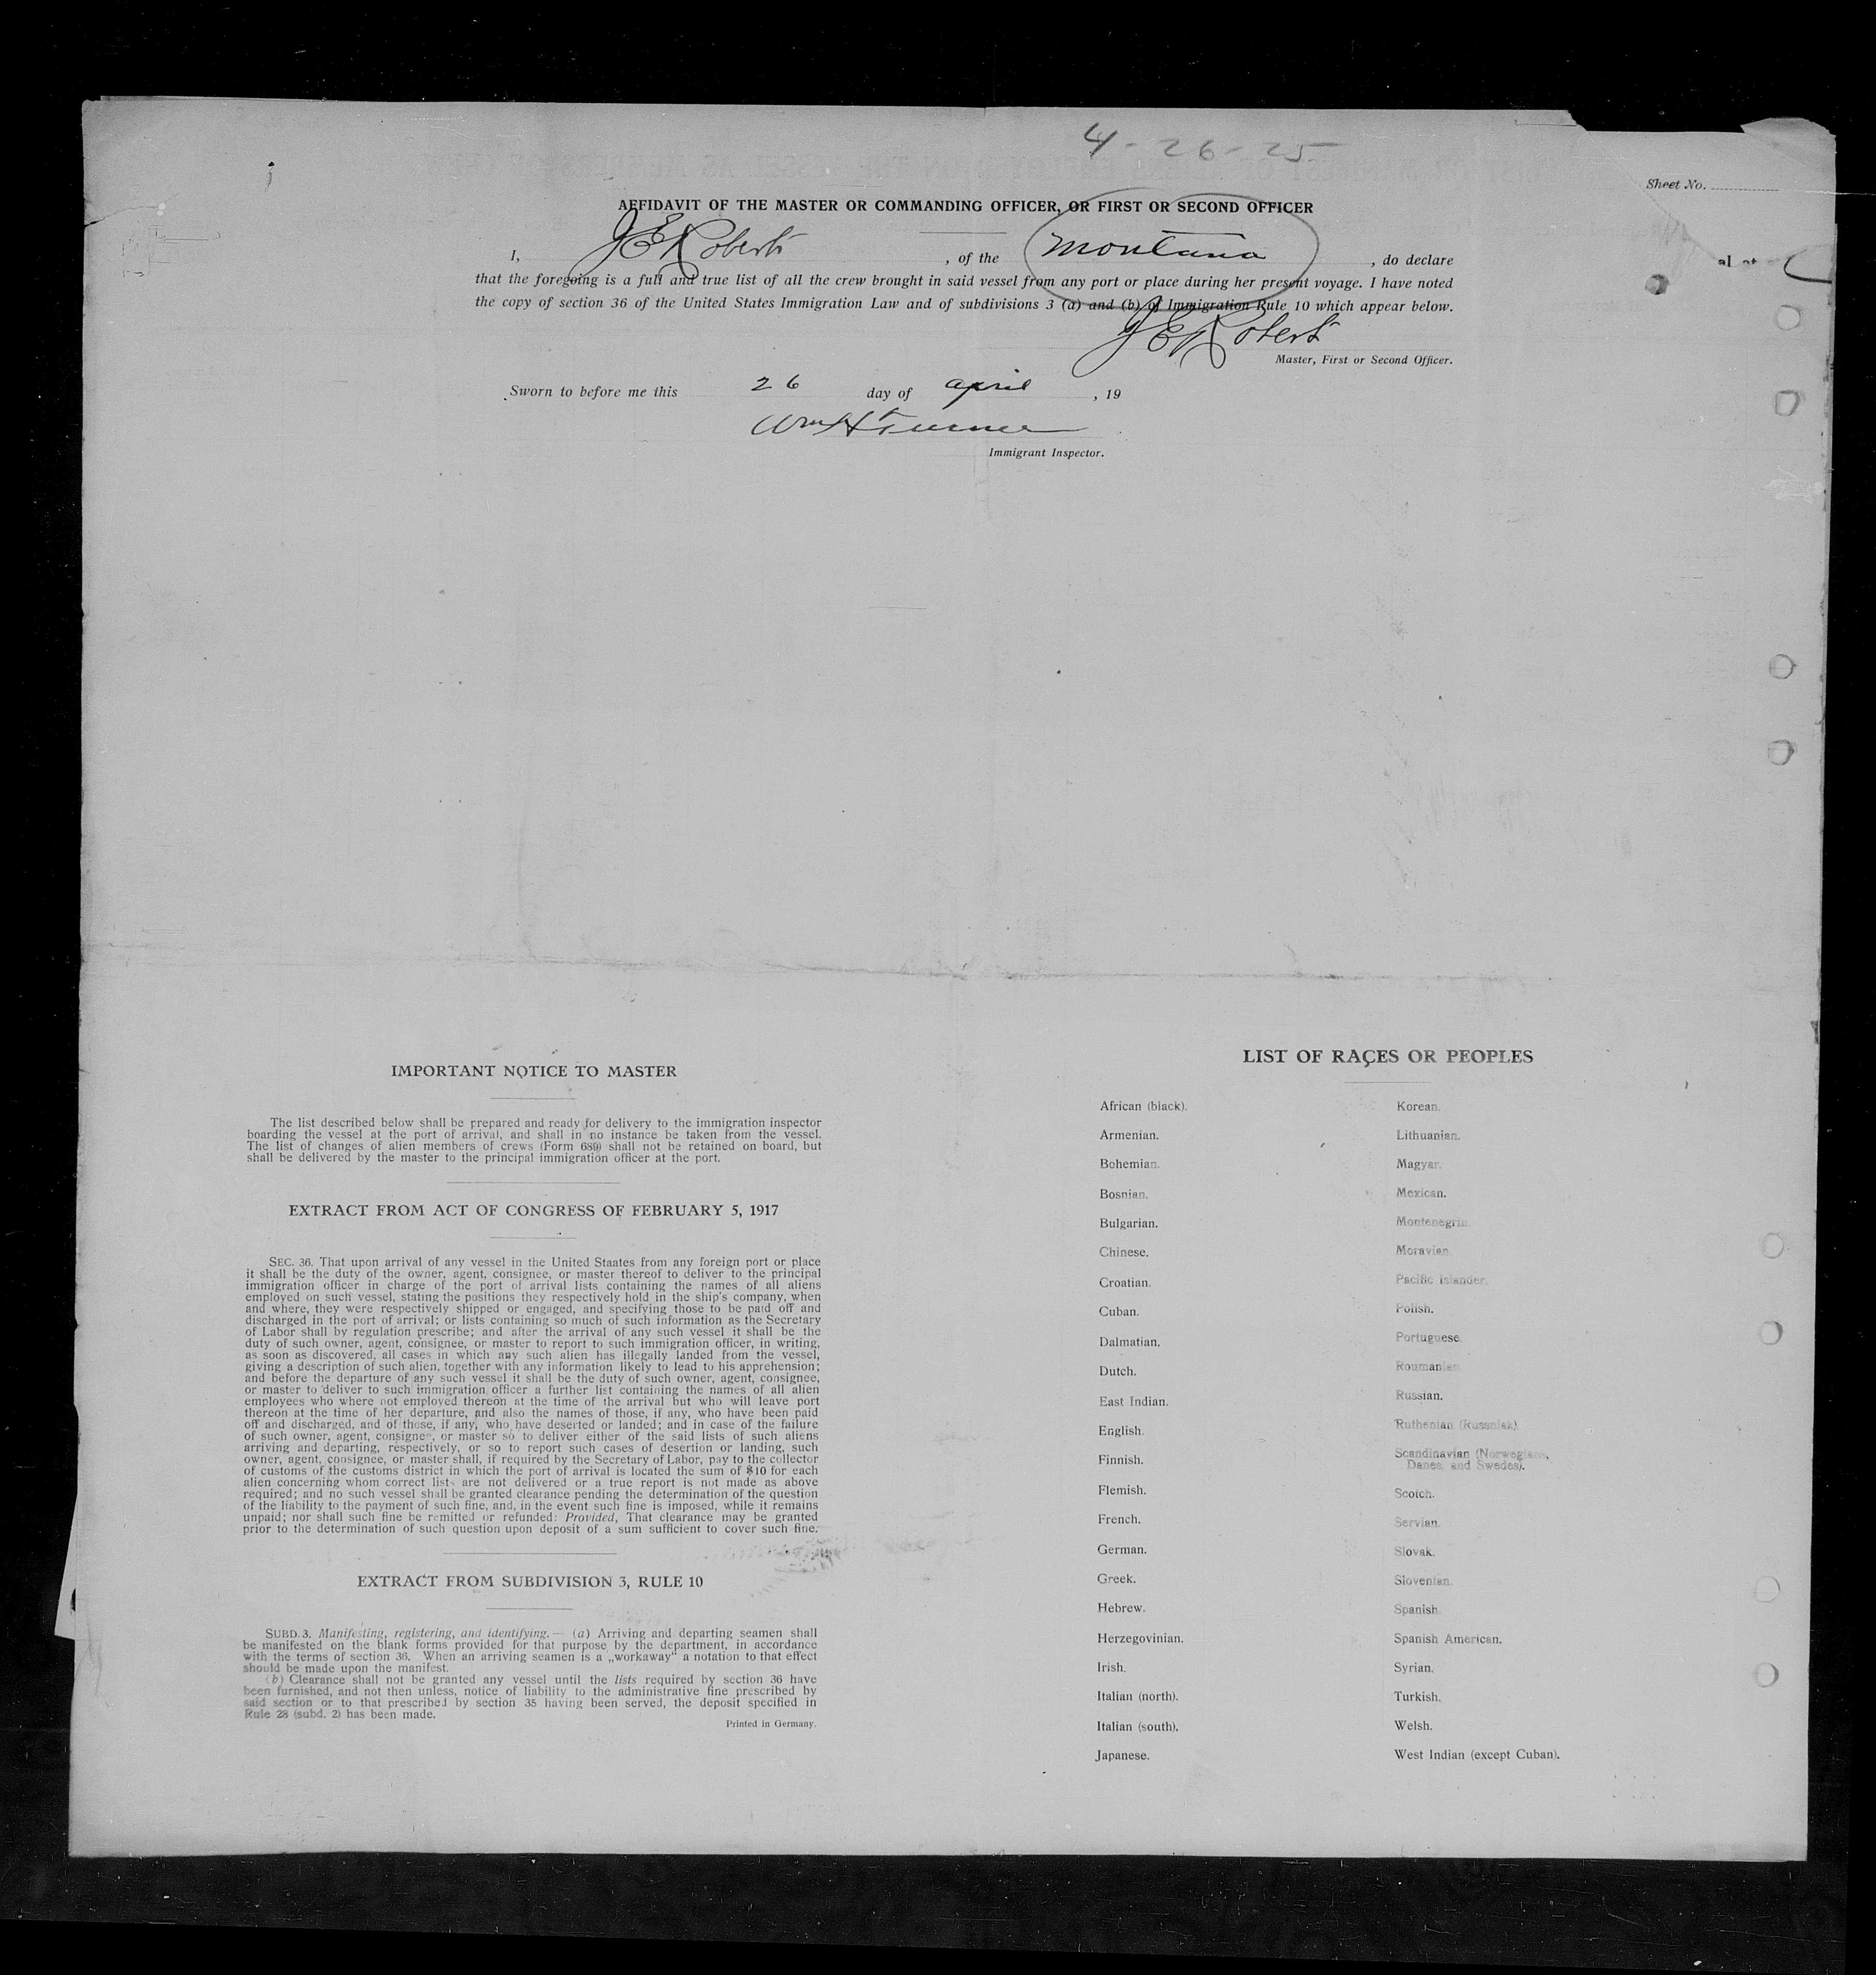 4-26-25
Sheet No.
AFFIDAVIT OF THE MASTER OR COMMANDING OFFICER, OR FIRST OR SECOND OFFICER
I, J E Roberts, of the Montana, do declare
that the foregoing is a full and true list of all the crew brought in said vessel from any port or place during her present voyage. I have noted
the copy of section 36 of the United States Immigration Law and of subdivisions 3 (a) and (b) of Immigration Rule 10 which appear below.
J E Roberts
Master, First or Second Officer.
Sworn to before me this 26 day of april, 19
Wm H Turner
Immigrant Inspector.
IMPORTANT NOTICE TO MASTER
The list described below shall be prepared and ready for delivery to the immigration inspector
boarding the vessel at the port of arrival, and shall in no instance be taken from the vessel.
The list of changes of alien members of crews (Form 689) shall not be retained on board, but
shall be delivered by the master to the principal immigration officer at the port.
EXTRACT FROM ACT OF CONGRESS OF FEBRUARY 5, 1917
SEC. 36. That upon arrival of any vessel in the United Staates from any foreign port or place
it shall be the duty of the owner, agent, consignee, or master thereof to deliver to the principal
immigration officer in charge of the port of arrival lists containing the names of all aliens
employed on such vessel, stating the positions they respectively hold in the ship's company, when
and where, they were respectively shipped or engaged, and specifying those to be paid off and
discharged in the port of arrival; or lists containing so much of such information as the Secretary
of Labor shall by regulation prescribe; and after the arrival of any such vessel it shall be the
duty of such owner, agent, consignee, or master to report to such immigration officer, in writing,
as soon as discovered, all cases in which any such alien has illegally landed from the vessel,
giving a description of such alien, together with any information likely to lead to his apprehension;
and before the departure of any such vessel it shall be the duty of such owner, agent, consignee,
or master to deliver to such immigration officer a further list containing the names of all alien
employees who where not employed thereon at the time of the arrival but who will leave port
thereon at the time of her departure, and also the names of those, if any, who have been paid
off and discharged, and of those, if any, who have deserted or landed; and in case of the failure
of such owner, agent, consignee, or master so to deliver either of the said lists of such aliens
arriving and departing, respectively, or so to report such cases of desertion or landing, such
owner, agent, consignee, or master shall, if required by the Secretary of Labor, pay to the collector
of customs of the customs district in which the port of arrival is located the sum of $10 for each
alien concerning whom correct lists are not delivered or a true report is not made as above
required; and no such vessel shall be granted clearance pending the determination of the question
of the liability to the payment of such fine, and, in the event such fine is imposed, while it remains
unpaid; nor shall such fine be remitted or refunded: Provided, That clearance may be granted
prior to the determination of such question upon deposit of a sum sufficient to cover such fine.
EXTRACT FROM SUBDIVISION 3, RULE 10
SUBD. 3. Manifesting, registering, and identifying.— (a) Arriving and departing seamen shall
be manifested on the blank forms provided for that purpose by the department, in accordance
with the terms of section 36. When an arriving seamen is a „workaway" a notation to that effect
should be made upon the manifest.
(b) Clearance shall not be granted any vessel until the lists required by section 36 have
been furnished, and not then unless, notice of liability to the administrative fine prescribed by
said section or to that prescribed by section 35 having been served, the deposit specified in
Rule 28 (subd. 2) has been made.
Printed in Germany.
LIST OF RACES OR PEOPLES
African (black).
Armenian.
Bohemian.
Bosnian.
Bulgarian.
Chinese.
Croatian.
Cuban.
Dalmatian.
Dutch.
East Indian.
English.
Finnish.
Flemish.
French.
German.
Greek.
Hebrew.
Herzegovinian.
Irish.
Italian (north).
Italian (south).
Japanese.
Korean.
Lithuanian.
Magyar.
Mexican.
Montenegrin.
Moravian.
Pacific Islander.
Polish.
Portuguese.
Roumanian.
Russian.
Ruthenian (Russniak).
Scandinavian (Norwegians,
Danes, and Swedes).
Scotch.
Servian.
Slovak.
Slovenian.
Spanish.
Spanish American.
Syrian.
Turkish.
Welsh.
West Indian (except Cuban).